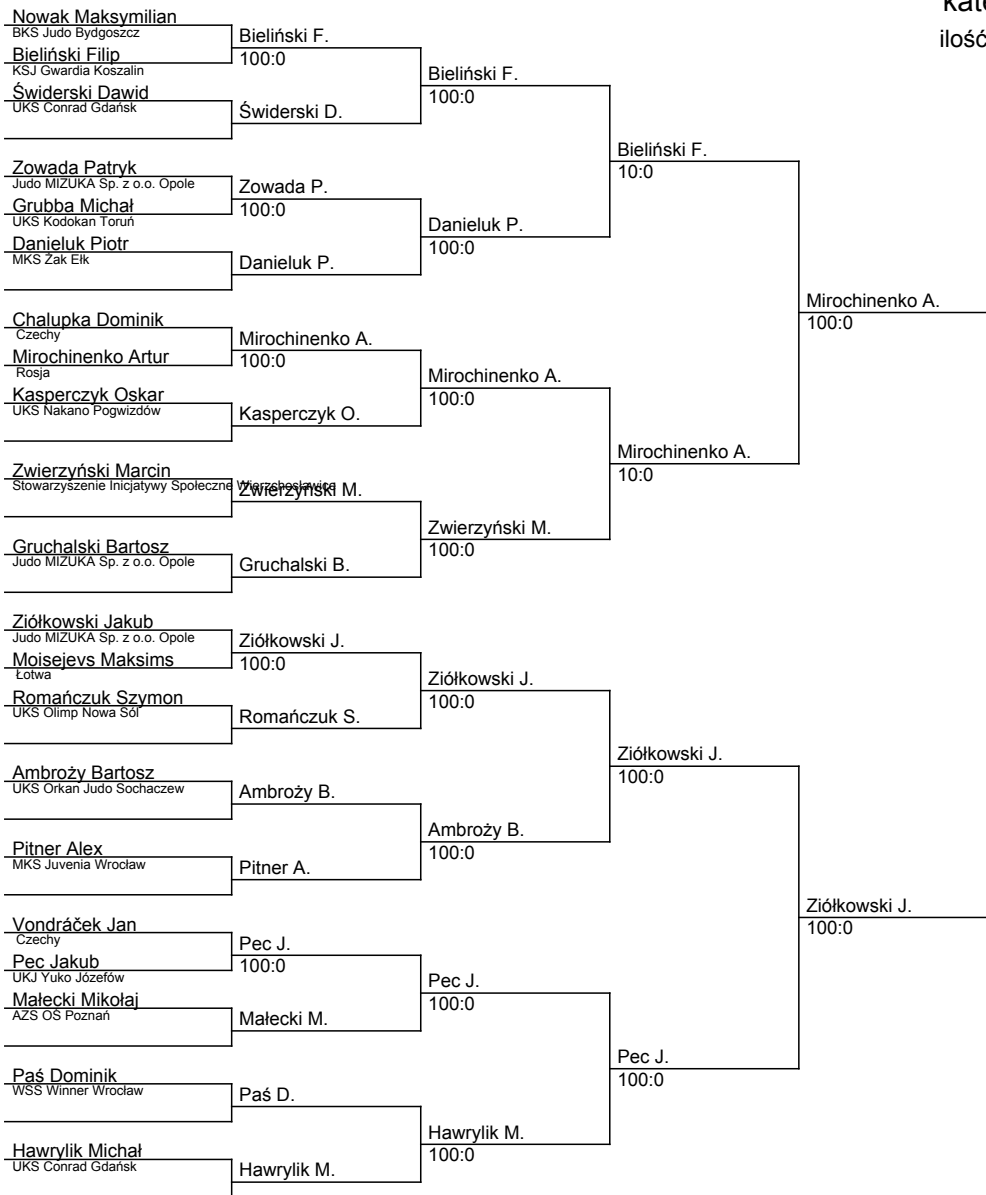 kate
ilość
Nowak Maksymilian
BKS Judo Bydgoszcz
Bieliński Filip
KSJ Gwardia Koszalin
Świderski Dawid
UKS Conrad Gdańsk
Zowada Patryk
Judo MIZUKA Sp. z o.o. Opole
Grubba Michał
UKS Kodokan Toruń
Danieluk Piotr
MKS Żak Ełk
Chalupka Dominik
Czechy
Mirochinenko Artur
Rosja
Kasperczyk Oskar
UKS Nakano Pogwizdów
Zwierzyński Marcin
Stowarzyszenie Inicjatywy Społeczne Wierzchosławice
Gruchalski Bartosz
Judo MIZUKA Sp. z o.o. Opole
Ziółkowski Jakub
Judo MIZUKA Sp. z o.o. Opole
Moisejevs Maksims
Łotwa
Romańczuk Szymon
UKS Olimp Nowa Sól
Ambroży Bartosz
UKS Orkan Judo Sochaczew
Pitner Alex
MKS Juvenia Wrocław
Vondráček Jan
Czechy
Pec Jakub
UKJ Yuko Józefów
Małecki Mikołaj
AZS OŚ Poznań
Paś Dominik
WSS Winner Wrocław
Hawrylik Michał
UKS Conrad Gdańsk
Bieliński F.
100:0
Świderski D.
Zowada P.
100:0
Danieluk P.
Mirochinenko A.
100:0
Kasperczyk O.
Zwierzyński M.
Gruchalski B.
Ziółkowski J.
100:0
Romańczuk S.
Ambroży B.
Pitner A.
Pec J.
100:0
Małecki M.
Paś D.
Hawrylik M.
Bieliński F.
100:0
Danieluk P.
100:0
Mirochinenko A.
100:0
Zwierzyński M.
100:0
Ziółkowski J.
100:0
Ambroży B.
100:0
Pec J.
100:0
Hawrylik M.
100:0
Bieliński F.
10:0
Mirochinenko A.
10:0
Ziółkowski J.
100:0
Pec J.
100:0
Mirochinenko A.
100:0
Ziółkowski J.
100:0